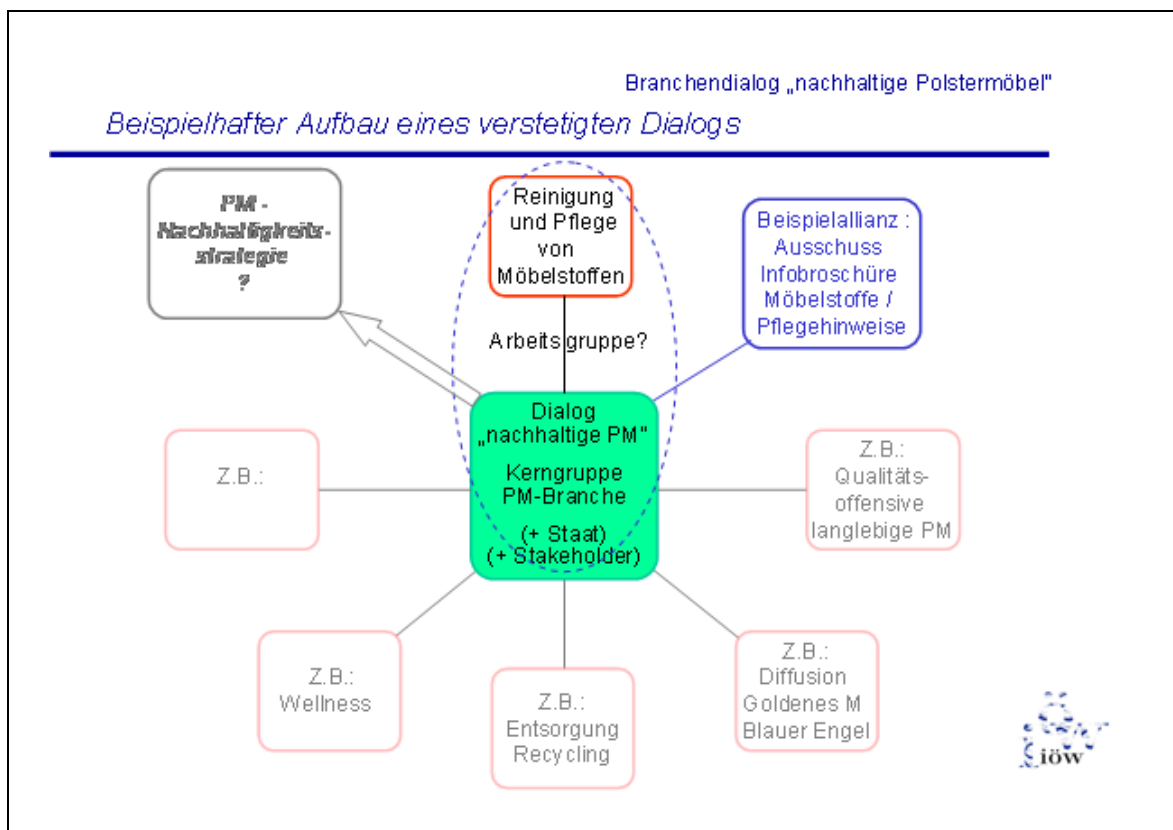 Branchendialog „nachhaltige Polstermöbel"
Beispielhafter Aufbau eines verstetigten Dialogs
PM -
Nachhaltigkeits-
strategie
?
Reinigung
und Pflege
von
Möbelstoffen
Beispielallianz :
Ausschuss
Infobroschüre
Möbelstoffe /
Pflegehinweise
Arbeitsgruppe?
Dialog
„nachhaltige PM"
Kerngruppe
PM-Branche
(+ Staat)
(+ Stakeholder)
Z.B.:
Z.B.:
Qualitäts-
offensive
langlebige PM
Z.B.:
Wellness
Z.B.:
Entsorgung
Recycling
Z.B.:
Diffusion
Goldenes M
Blauer Engel
iöw